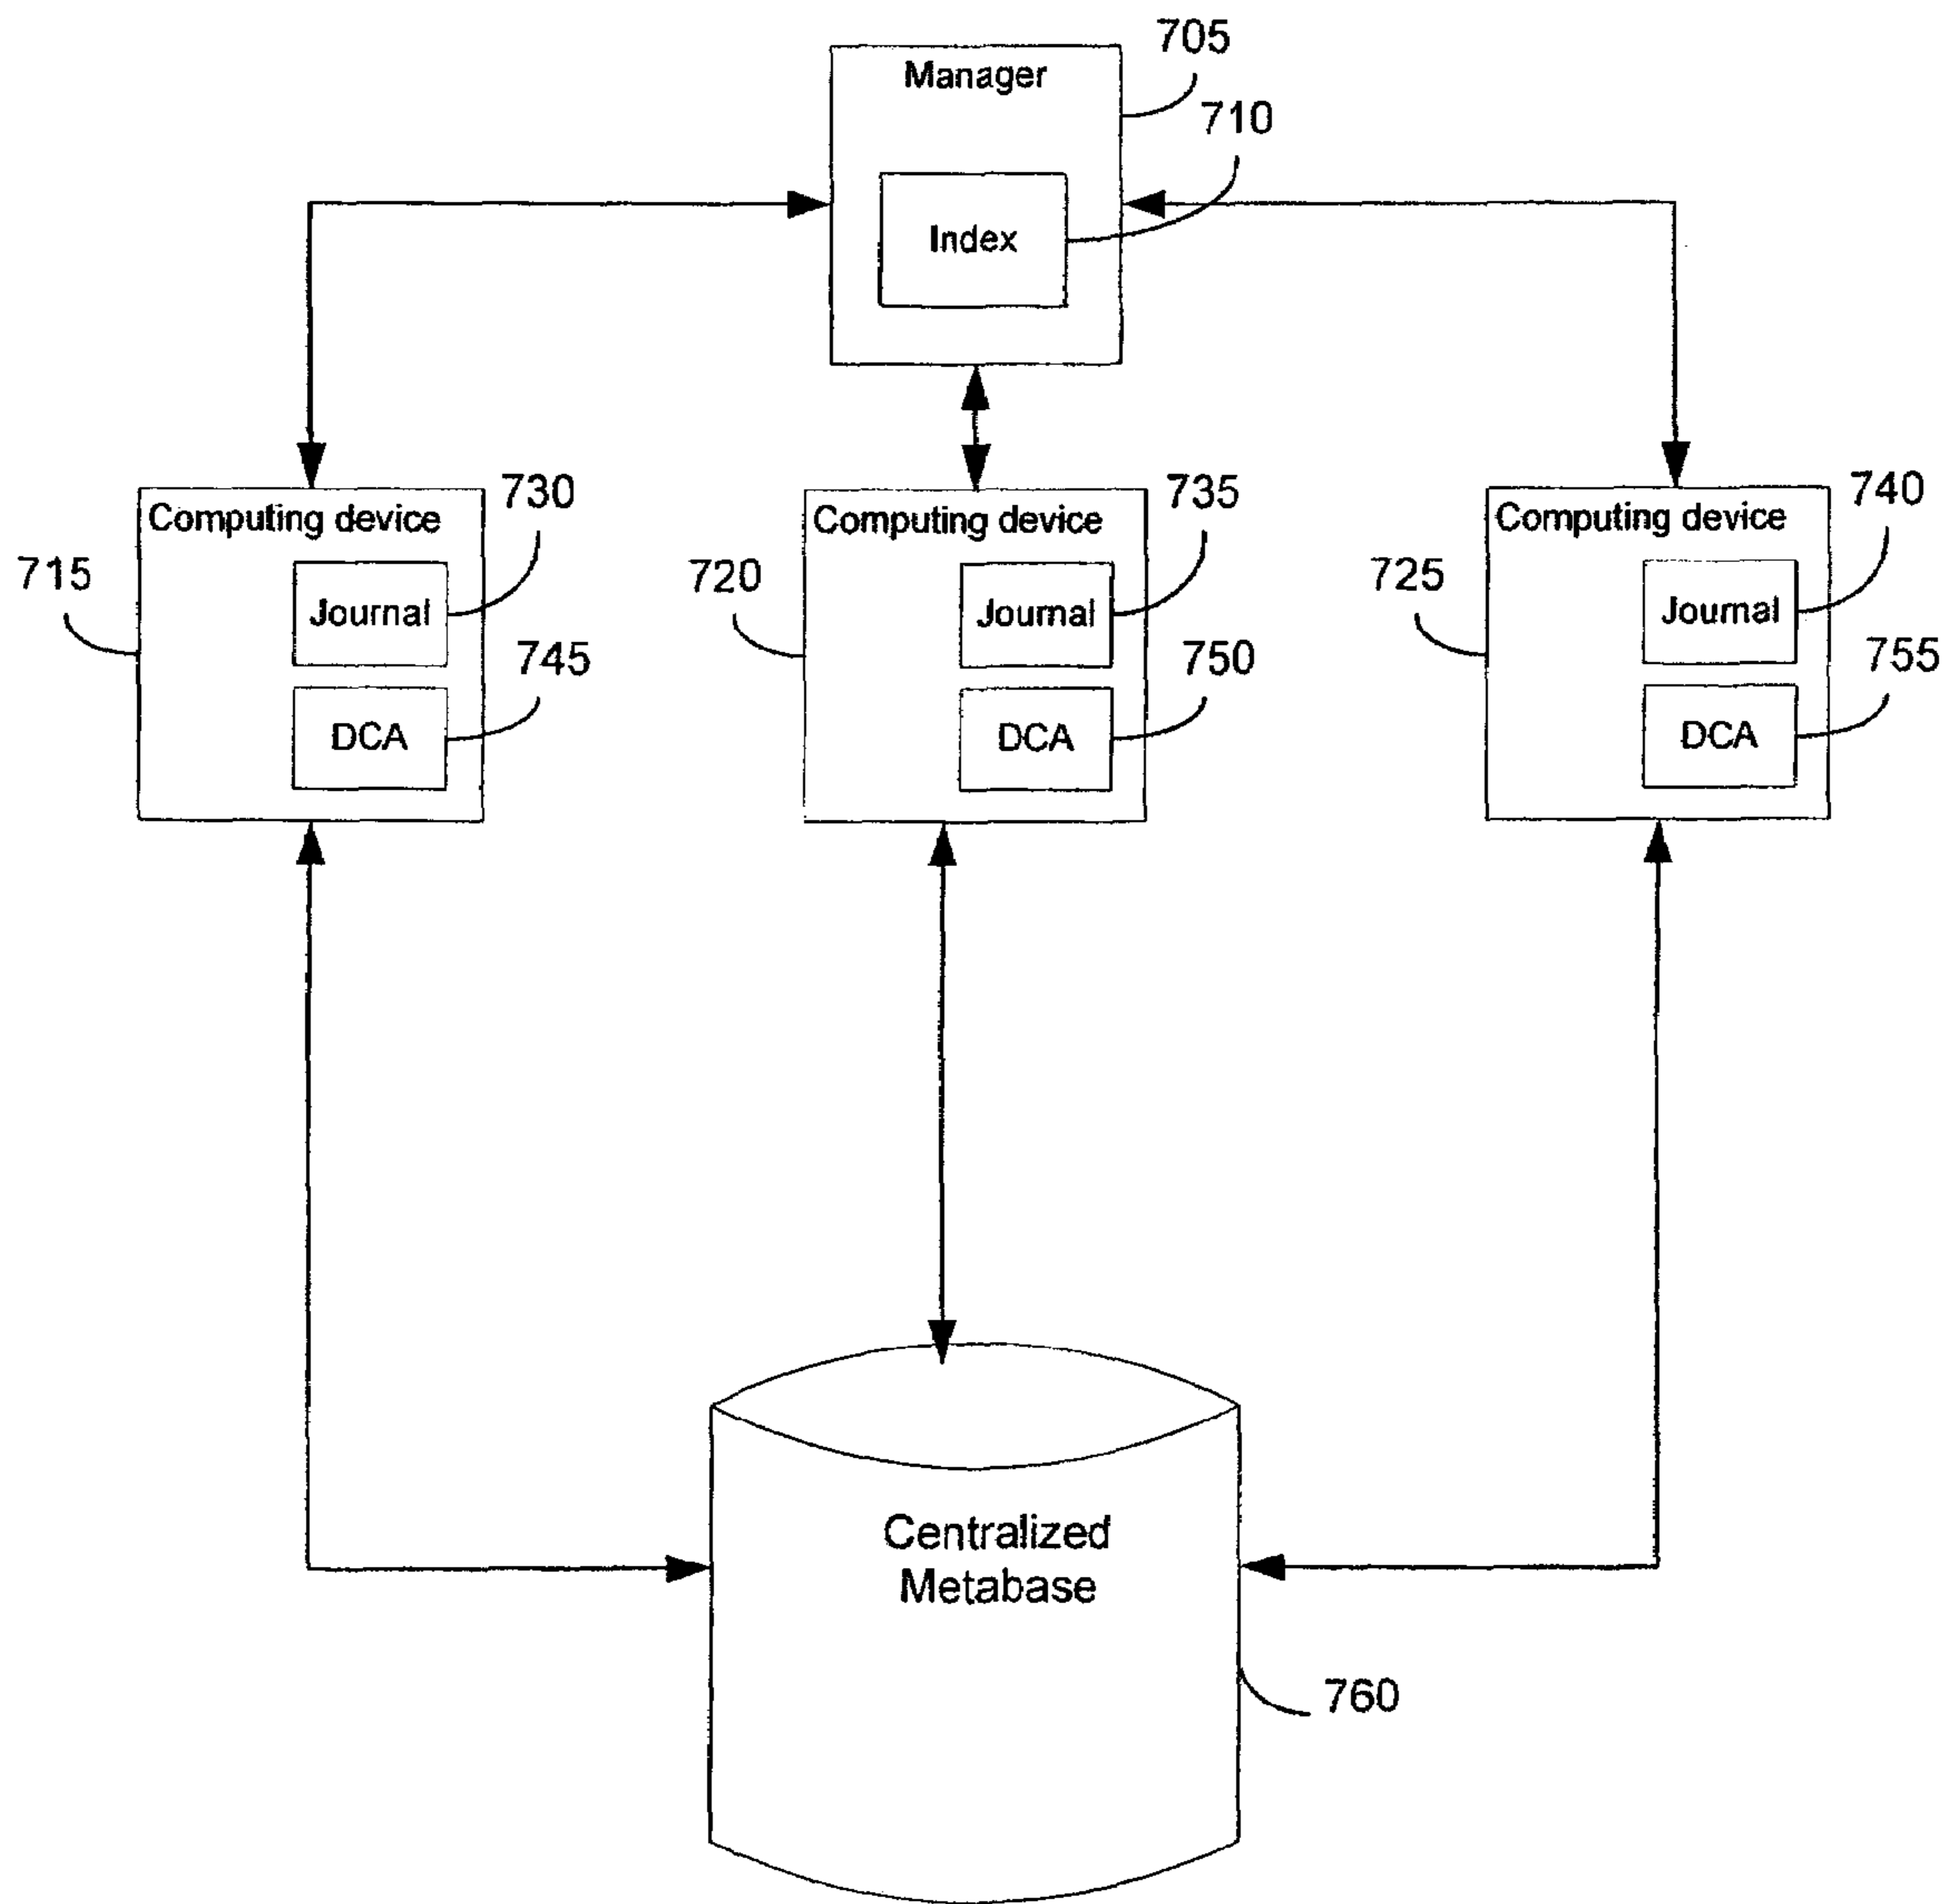 705
Manager
710
Index
730
735
740
Computing device
Computing device
Computing device
715
720
725
Journal
Journal
Journal
745
750
755
DCA
DCA
DCA
Centralized
Metabase
760